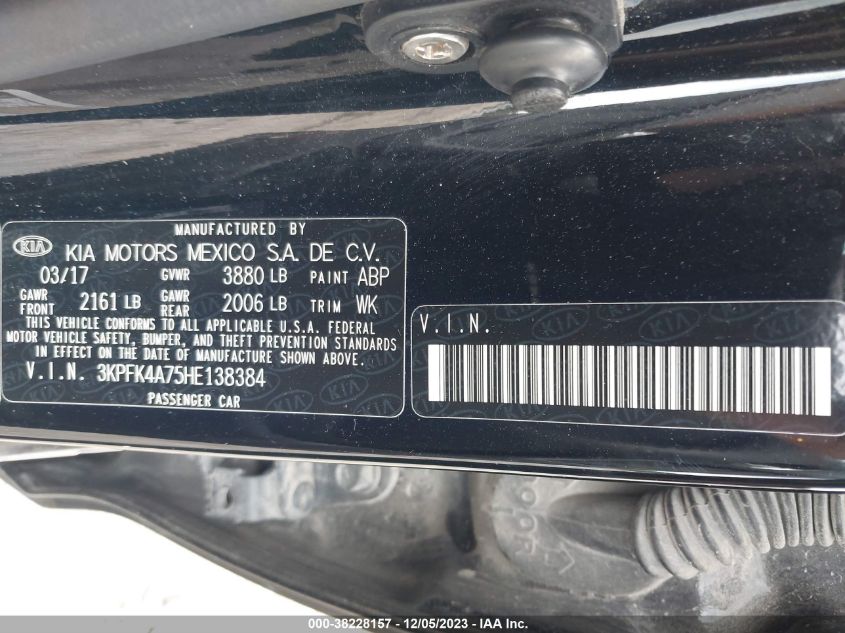 MANUFACTURED BY
KIA KIA MOTORS MEXICO S.A. DE C.V.
03/17 GVWR 3880 LB PAINT ABP
GAWR FRONT 2161 LB GAWR REAR 2006 LB TRIM WK
THIS VEHICLE CONFORMS TO ALL APPLICABLE U.S.A. FEDERAL
MOTOR VEHICLE SAFETY, BUMPER, AND THEFT PREVENTION STANDARDS
IN EFFECT ON THE DATE OF MANUFACTURE SHOWN ABOVE.
V.I.N. 3KPFK4A75HE138384
PASSENGER CAR
V.I.N.
000-38228157 - 12/05/2023 - IAA Inc.